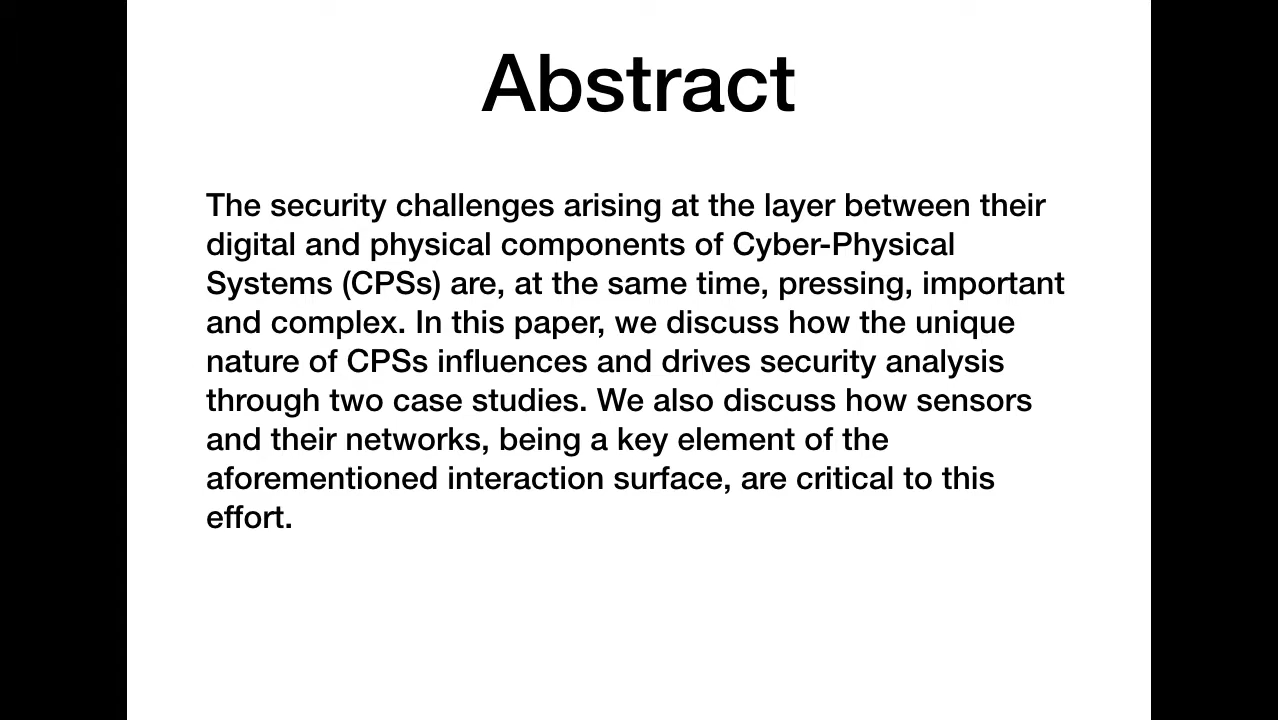 Abstract
The security challenges arising at the layer between their
digital and physical components of Cyber-Physical
Systems (CPSs) are, at the same time, pressing, important
and complex. In this paper, we discuss how the unique
nature of CPSs influences and drives security analysis
through two case studies. We also discuss how sensors
and their networks, being a key element of the
aforementioned interaction surface, are critical to this
effort.